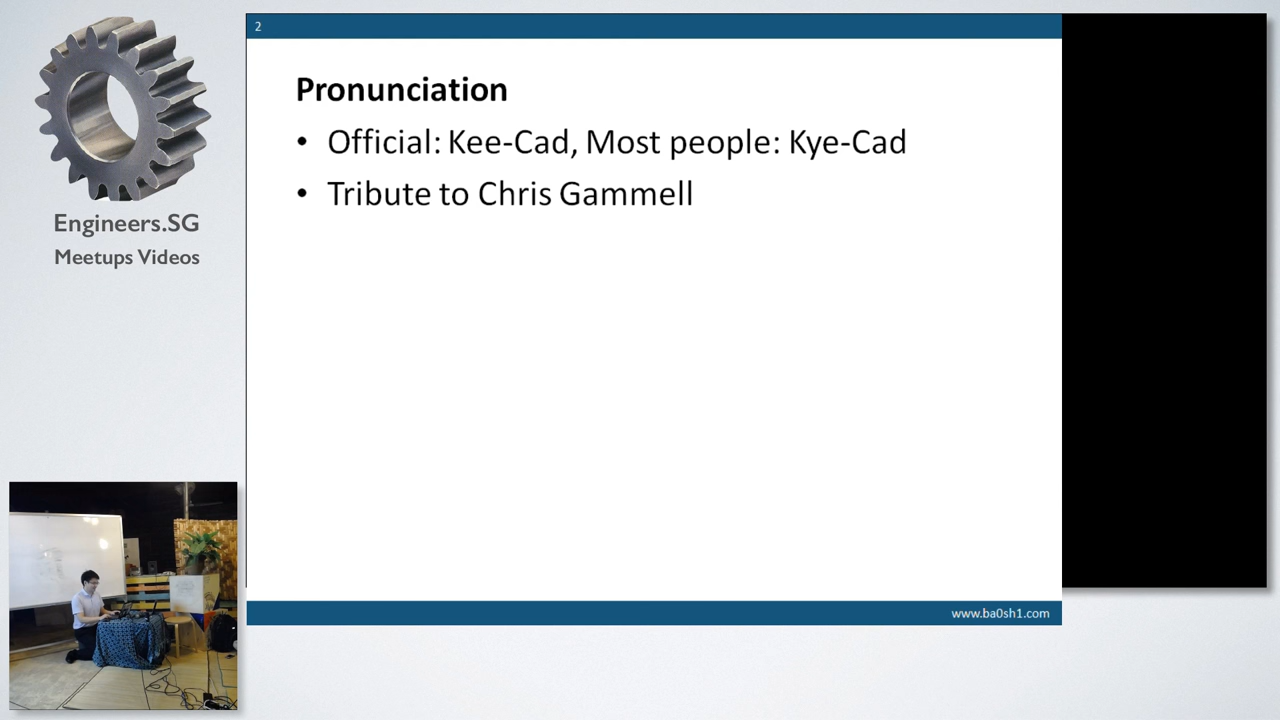 2
Pronunciation
• Official: Kee-Cad, Most people: Kye-Cad
• Tribute to Chris Gammell
Engineers.SG
Meetups Videos
www.ba0sh1.com